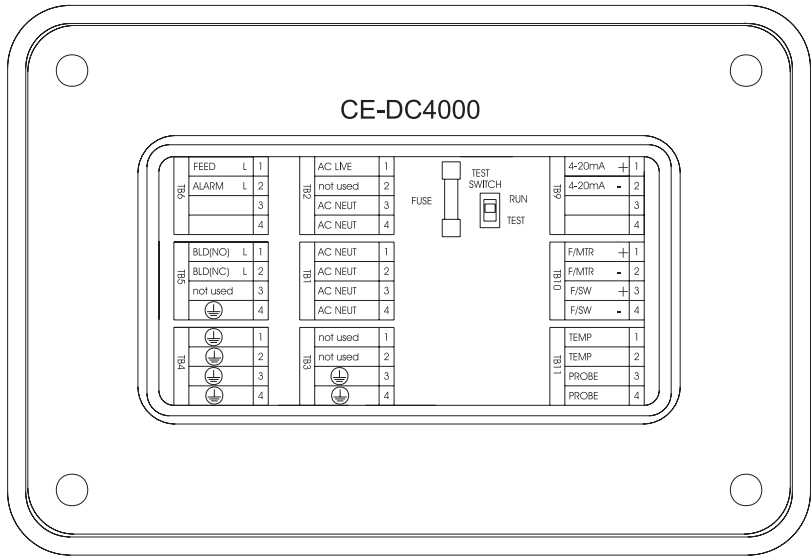 CE-DC4000
TB6
FEED L 1
ALARM L 2
3
4
TB5
BLD(NO) L 1
BLD(NC) L 2
not used 3
4
TB4
1
2
3
4
TB2
AC LIVE 1
not used 2
AC NEUT 3
AC NEUT 4
TB1
AC NEUT 1
AC NEUT 2
AC NEUT 3
AC NEUT 4
TB3
not used 1
not used 2
3
4
FUSE
TEST
SWITCH
RUN
TEST
TB9
4-20mA + 1
4-20mA - 2
3
4
TB10
F/MTR + 1
F/MTR - 2
F/SW + 3
F/SW - 4
TB11
TEMP 1
TEMP 2
PROBE 3
PROBE 4